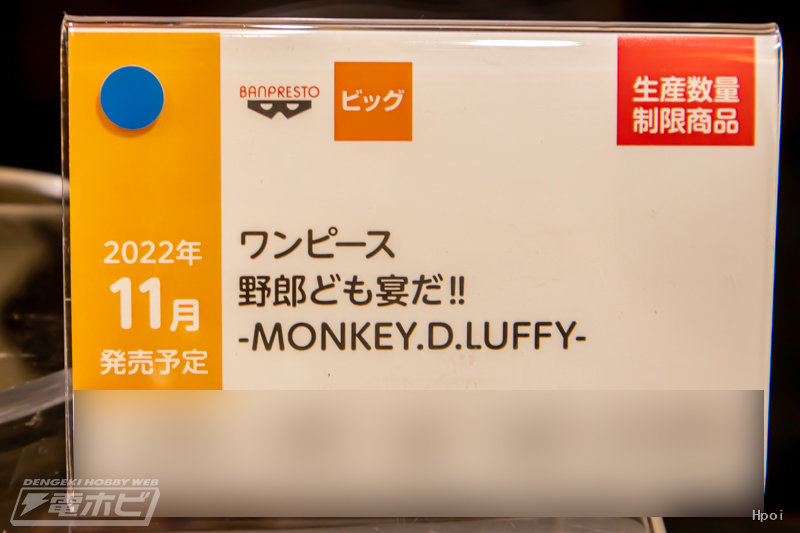 BANPRESTO
ビッグ
生産数量
制限商品
2022年
11月
発売予定
ワンピース
野郎ども宴だ!!
-MONKEY.D.LUFFY-
DENGEKI HOBBY WEB
電ホビ
Hpoi